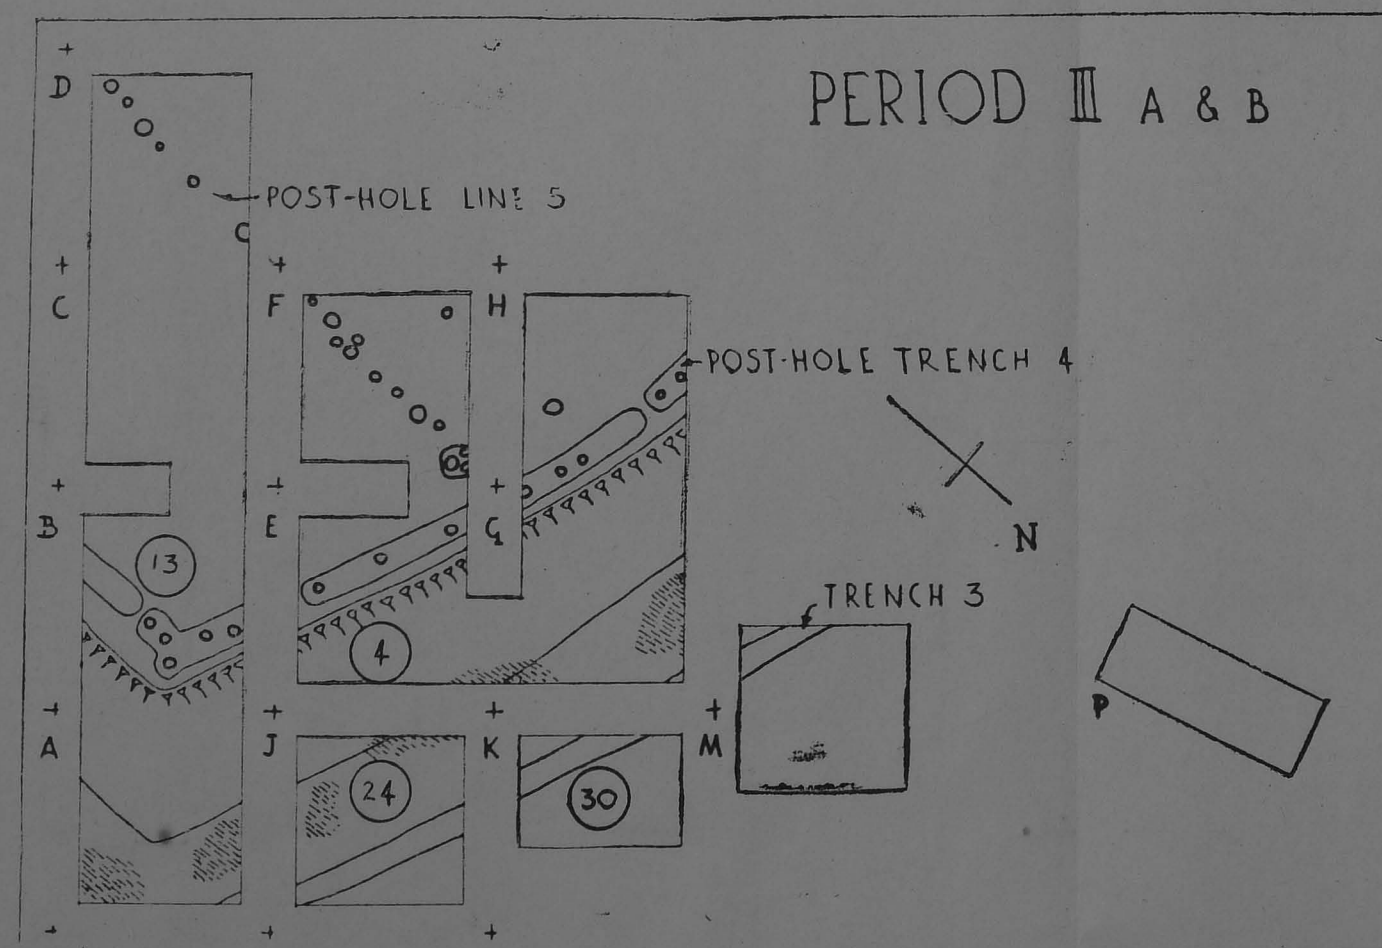 PERIOD III A & B
D
POST-HOLE LINE 5
C
F
H
POST-HOLE TRENCH 4
B
E
G
N
13
TRENCH 3
4
P
A
J
K
M
24
30